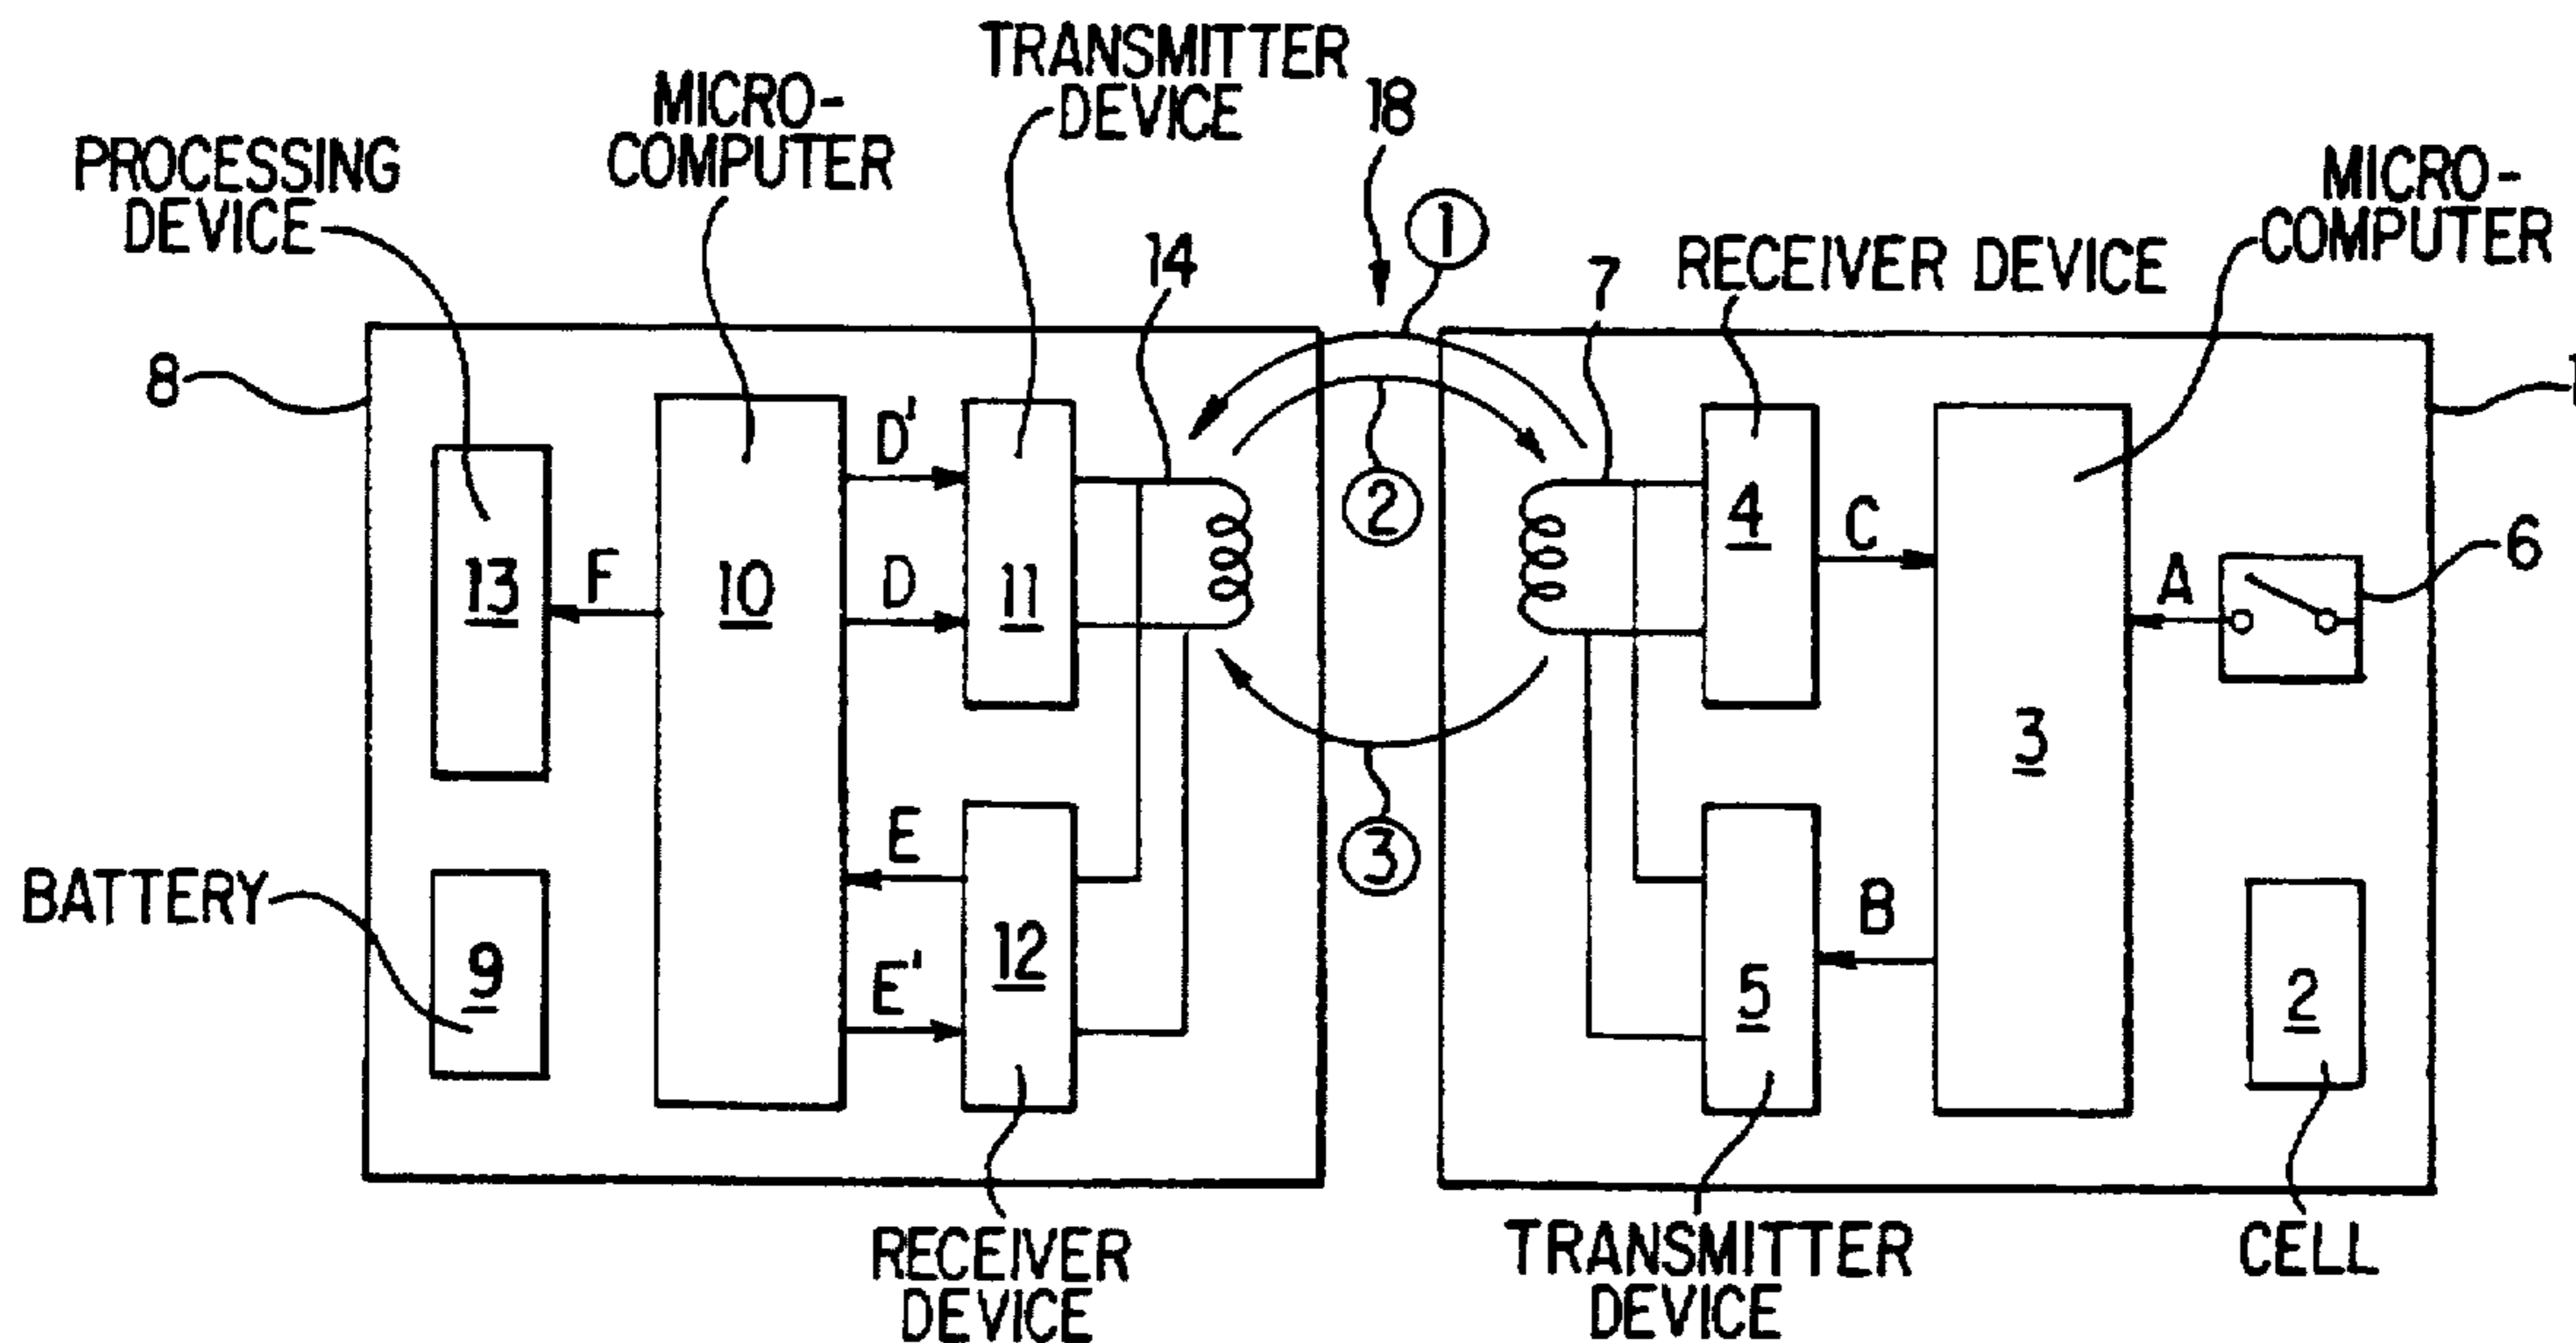 TRANSMITTER
DEVICE
MICRO-
COMPUTER
18
PROCESSING
DEVICE
1
MICRO-
COMPUTER
14
7
RECEIVER DEVICE
8
1
D'
4
C
2
6
13
F
10
D
11
A
3
E
3
BATTERY
9
12
E'
B
5
2
RECEIVER
DEVICE
TRANSMITTER
DEVICE
CELL